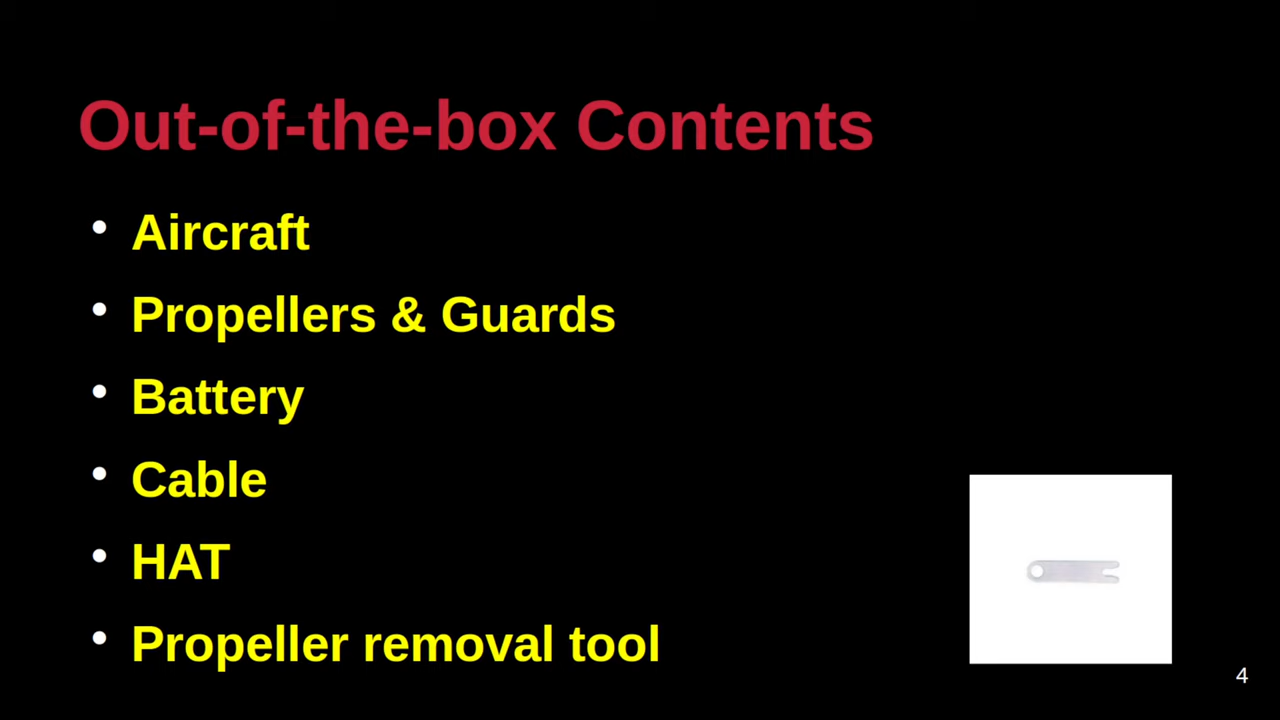 Out-of-the-box Contents
• Aircraft
• Propellers & Guards
• Battery
• Cable
• HAT
• Propeller removal tool
4